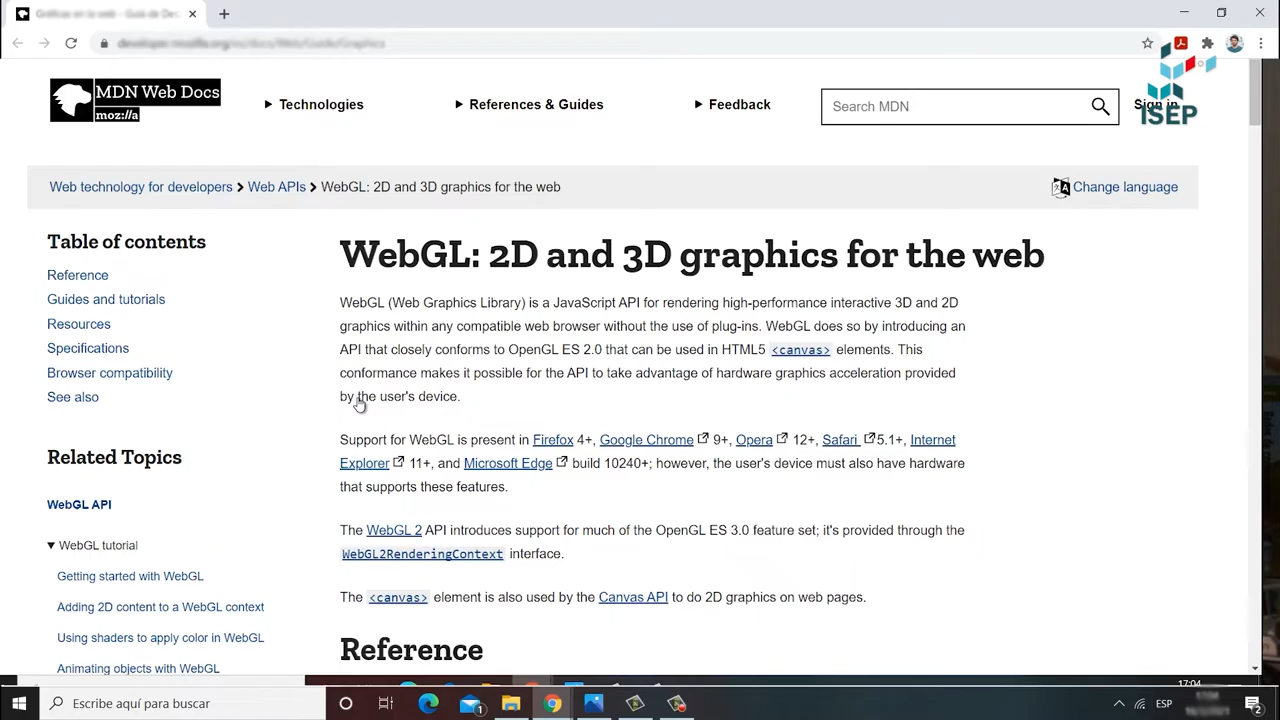 MDN Web Docs
moz://a
Technologies
References & Guides
Feedback
Search MDN
Sign in
ISEP
Web technology for developers
Web APIs
WebGL: 2D and 3D graphics for the web
Change language
Table of contents
Reference
Guides and tutorials
Resources
Specifications
Browser compatibility
See also
Related Topics
WebGL API
WebGL tutorial
Getting started with WebGL
Adding 2D content to a WebGL context
Using shaders to apply color in WebGL
Animating objects with WebGL
WebGL: 2D and 3D graphics for the web
WebGL (Web Graphics Library) is a JavaScript API for rendering high-performance interactive 3D and 2D
graphics within any compatible web browser without the use of plug-ins. WebGL does so by introducing an
API that closely conforms to OpenGL ES 2.0 that can be used in HTML5 <canvas> elements. This
conformance makes it possible for the API to take advantage of hardware graphics acceleration provided
by the user's device.
Support for WebGL is present in Firefox 4+, Google Chrome 9+, Opera 12+, Safari 5.1+, Internet
Explorer 11+, and Microsoft Edge build 10240+; however, the user's device must also have hardware
that supports these features.
The WebGL 2 API introduces support for much of the OpenGL ES 3.0 feature set; it's provided through the
WebGL2RenderingContext interface.
The <canvas> element is also used by the Canvas API to do 2D graphics on web pages.
Reference
Escribe aquí para buscar
1
ESP
17:04
2